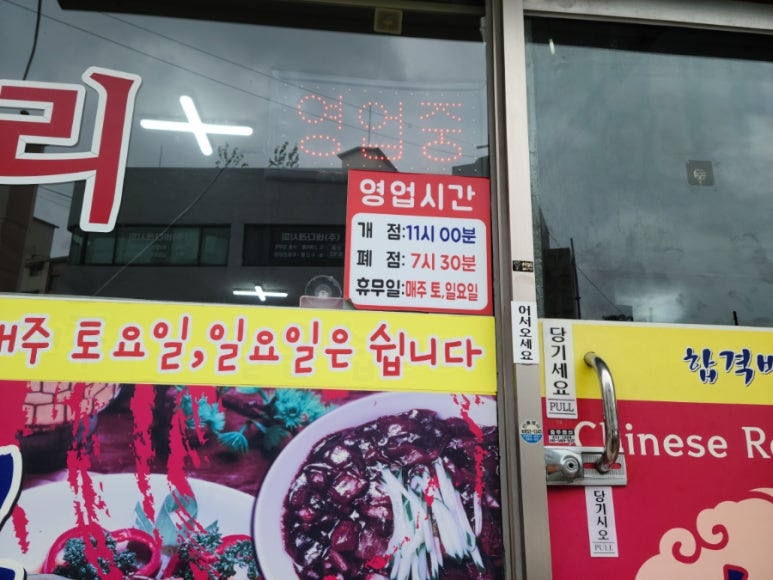 리
영업중
영업시간
개 점:11시 00분
폐 점: 7시 30분
휴무일:매주 토,일요일
매주 토요일,일요일은 쉽니다
어서오세요
당기세요
PULL
합격
Chinese
당기시오
PULL